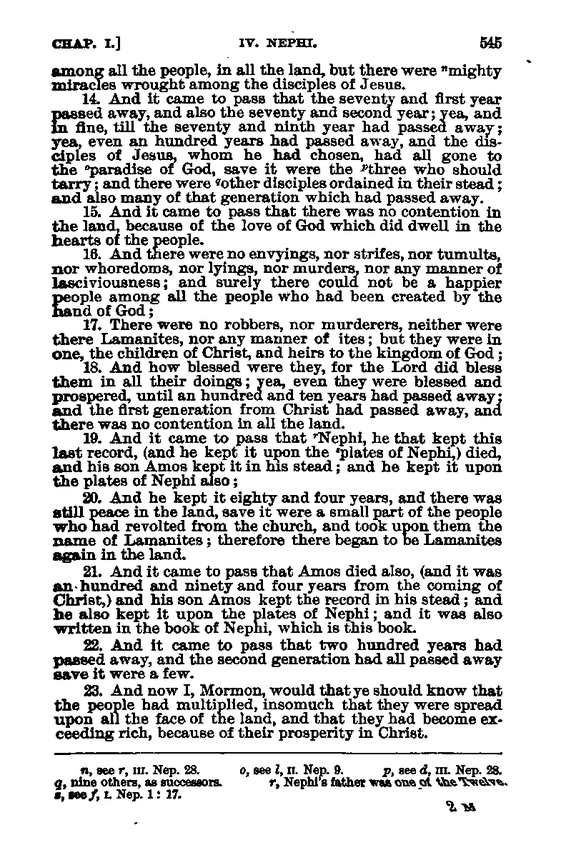 CHAP. I.] IV. NEPHI. 545
among all the people, in all the land, but there were ⁿmighty
miracles wrought among the disciples of Jesus.
14. And it came to pass that the seventy and first year
passed away, and also the seventy and second year; yea, and
in fine, till the seventy and ninth year had passed away;
yea, even an hundred years had passed away, and the dis-
ciples of Jesus, whom he had chosen, had all gone to
the ᵒparadise of God, save it were the ᵖthree who should
tarry; and there were ᑫother disciples ordained in their stead;
and also many of that generation which had passed away.
15. And it came to pass that there was no contention in
the land, because of the love of God which did dwell in the
hearts of the people.
16. And there were no envyings, nor strifes, nor tumults,
nor whoredoms, nor lyings, nor murders, nor any manner of
lasciviousness; and surely there could not be a happier
people among all the people who had been created by the
hand of God;
17. There were no robbers, nor murderers, neither were
there Lamanites, nor any manner of ites; but they were in
one, the children of Christ, and heirs to the kingdom of God;
18. And how blessed were they, for the Lord did bless
them in all their doings; yea, even they were blessed and
prospered, until an hundred and ten years had passed away;
and the first generation from Christ had passed away, and
there was no contention in all the land.
19. And it came to pass that ʳNephi, he that kept this
last record, (and he kept it upon the ˢplates of Nephi,) died,
and his son Amos kept it in his stead; and he kept it upon
the plates of Nephi also;
20. And he kept it eighty and four years, and there was
still peace in the land, save it were a small part of the people
who had revolted from the church, and took upon them the
name of Lamanites; therefore there began to be Lamanites
again in the land.
21. And it came to pass that Amos died also, (and it was
an hundred and ninety and four years from the coming of
Christ,) and his son Amos kept the record in his stead; and
he also kept it upon the plates of Nephi; and it was also
written in the book of Nephi, which is this book.
22. And it came to pass that two hundred years had
passed away, and the second generation had all passed away
save it were a few.
23. And now I, Mormon, would that ye should know that
the people had multiplied, insomuch that they were spread
upon all the face of the land, and that they had become ex-
ceeding rich, because of their prosperity in Christ.
n, see r, III. Nep. 28. o, see l, II. Nep. 9. p, see d, III. Nep. 28.
q, nine others, as successors. r, Nephi's father was one of the Twelve.
s, see f, I. Nep. 1: 17.
2 M